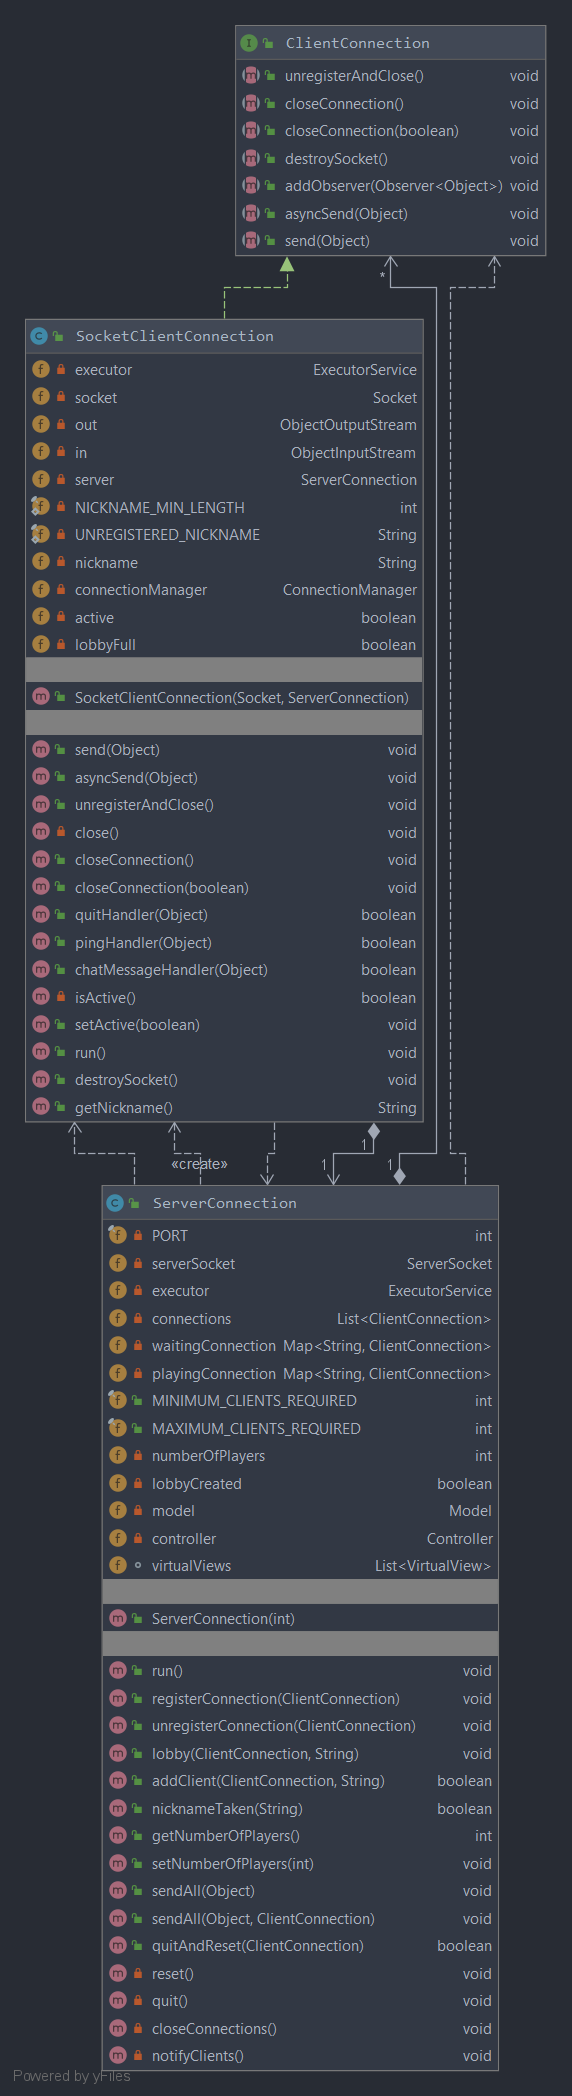 ClientConnection
unregisterAndClose() void
closeConnection() void
closeConnection(boolean) void
destroySocket() void
addObserver(Observer<Object>) void
asyncSend(Object) void
send(Object) void
*
SocketClientConnection
executor ExecutorService
socket Socket
out ObjectOutputStream
in ObjectInputStream
server ServerConnection
NICKNAME_MIN_LENGTH int
UNREGISTERED_NICKNAME String
nickname String
connectionManager ConnectionManager
active boolean
lobbyFull boolean
SocketClientConnection(Socket, ServerConnection)
send(Object) void
asyncSend(Object) void
unregisterAndClose() void
close() void
closeConnection() void
closeConnection(boolean) void
quitHandler(Object) boolean
pingHandler(Object) boolean
chatMessageHandler(Object) boolean
isActive() boolean
setActive(boolean) void
run() void
destroySocket() void
getNickname() String
1
«create» 1 1
ServerConnection
PORT int
serverSocket ServerSocket
executor ExecutorService
connections List<ClientConnection>
waitingConnection Map<String, ClientConnection>
playingConnection Map<String, ClientConnection>
MINIMUM_CLIENTS_REQUIRED int
MAXIMUM_CLIENTS_REQUIRED int
numberOfPlayers int
lobbyCreated boolean
model Model
controller Controller
virtualViews List<VirtualView>
ServerConnection(int)
run() void
registerConnection(ClientConnection) void
unregisterConnection(ClientConnection) void
lobby(ClientConnection, String) void
addClient(ClientConnection, String) boolean
nicknameTaken(String) boolean
getNumberOfPlayers() int
setNumberOfPlayers(int) void
sendAll(Object) void
sendAll(Object, ClientConnection) void
quitAndReset(ClientConnection) boolean
reset() void
quit() void
closeConnections() void
notifyClients() void
Powered by yFiles